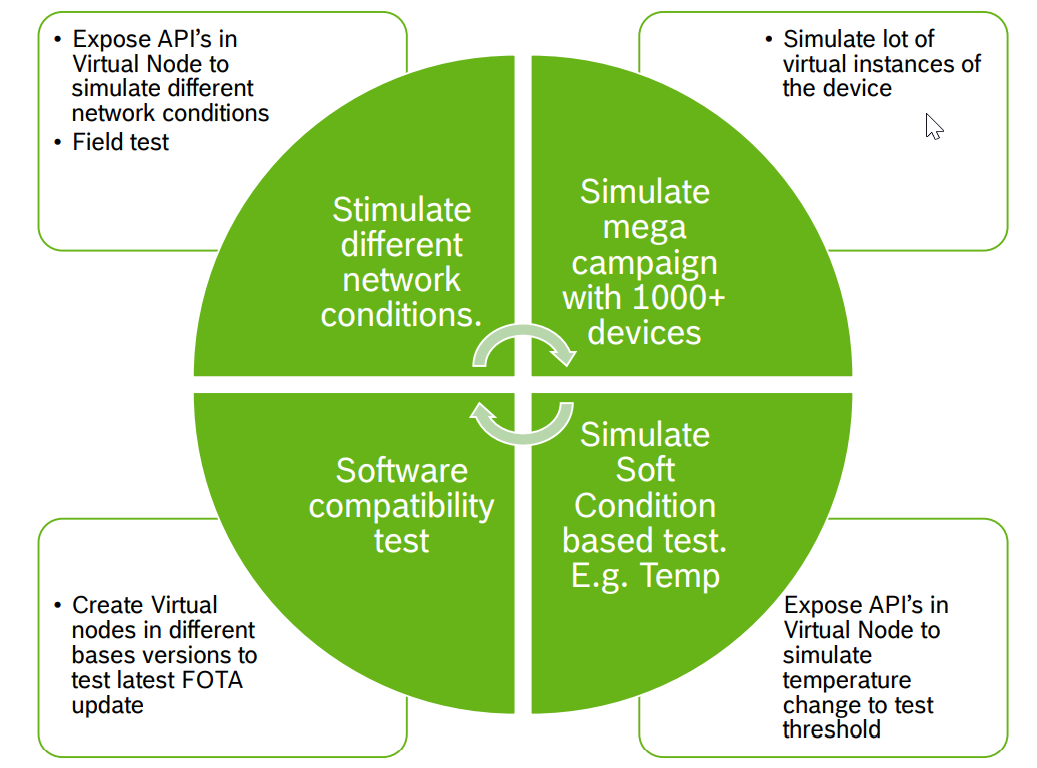 • Expose API's in
Virtual Node to
simulate different
network conditions
• Field test
• Simulate lot of
virtual instances of
the device
Stimulate
different
network
conditions.
Simulate
mega
campaign
with 1000+
devices
Software
compatibility
test
Simulate
Soft
Condition
based test.
E.g. Temp
• Create Virtual
nodes in different
bases versions to
test latest FOTA
update
Expose API's in
Virtual Node to
simulate
temperature
change to test
threshold